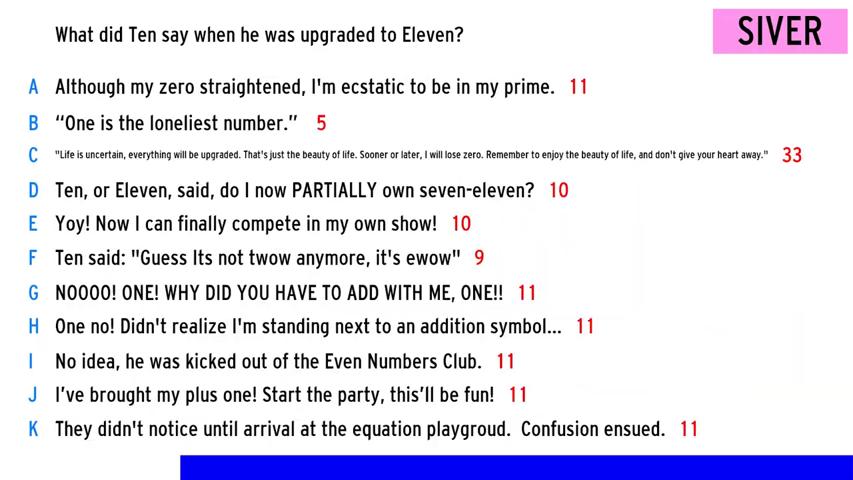 What did Ten say when he was upgraded to Eleven?
SIVER
A Although my zero straightened, I'm ecstatic to be in my prime. 11
B “One is the loneliest number.” 5
C "Life is uncertain, everything will be upgraded. That's just the beauty of life. Sooner or later, I will lose zero. Remember to enjoy the beauty of life, and don't give your heart away." 33
D Ten, or Eleven, said, do I now PARTIALLY own seven-eleven? 10
E Yoy! Now I can finally compete in my own show! 10
F Ten said: "Guess Its not twow anymore, it's ewow" 9
G NOOOO! ONE! WHY DID YOU HAVE TO ADD WITH ME, ONE!! 11
H One no! Didn't realize I'm standing next to an addition symbol... 11
I No idea, he was kicked out of the Even Numbers Club. 11
J I’ve brought my plus one! Start the party, this’ll be fun! 11
K They didn't notice until arrival at the equation playgroud. Confusion ensued. 11